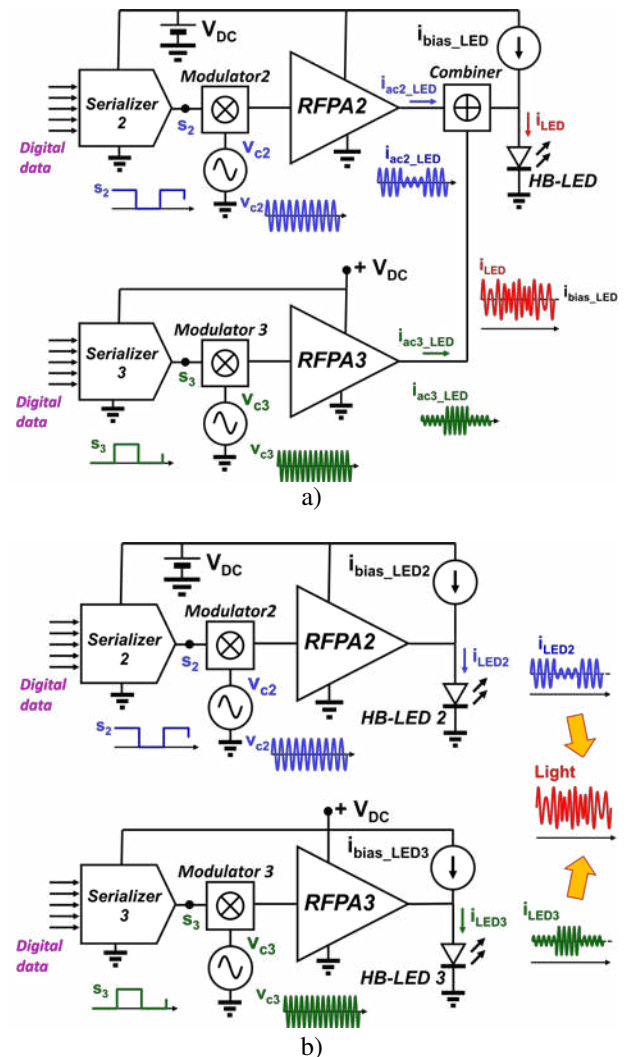 V_DC
i_bias_LED
Serializer 2
Modulator2
RFPA2
i_ac2_LED
Combiner
s_2
Digital data
v_c2
i_LED
HB-LED
s_2
v_c2
i_ac2_LED
+ V_DC
i_LED
i_bias_LED
Serializer 3
Modulator 3
RFPA3
i_ac3_LED
s_3
Digital data
v_c3
i_ac3_LED
s_3
v_c3
a)
V_DC
i_bias_LED2
Serializer 2
Modulator2
RFPA2
s_2
Digital data
v_c2
i_LED2
i_LED2
HB-LED 2
s_2
v_c2
Light
+ V_DC
i_bias_LED3
Serializer 3
Modulator 3
RFPA3
s_3
Digital data
v_c3
i_LED3
i_LED3
HB-LED 3
s_3
v_c3
b)